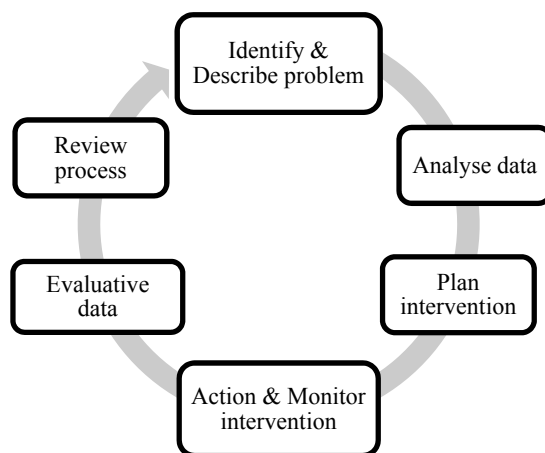 Identify &
Describe problem
Analyse data
Plan
intervention
Action & Monitor
intervention
Evaluative
data
Review
process